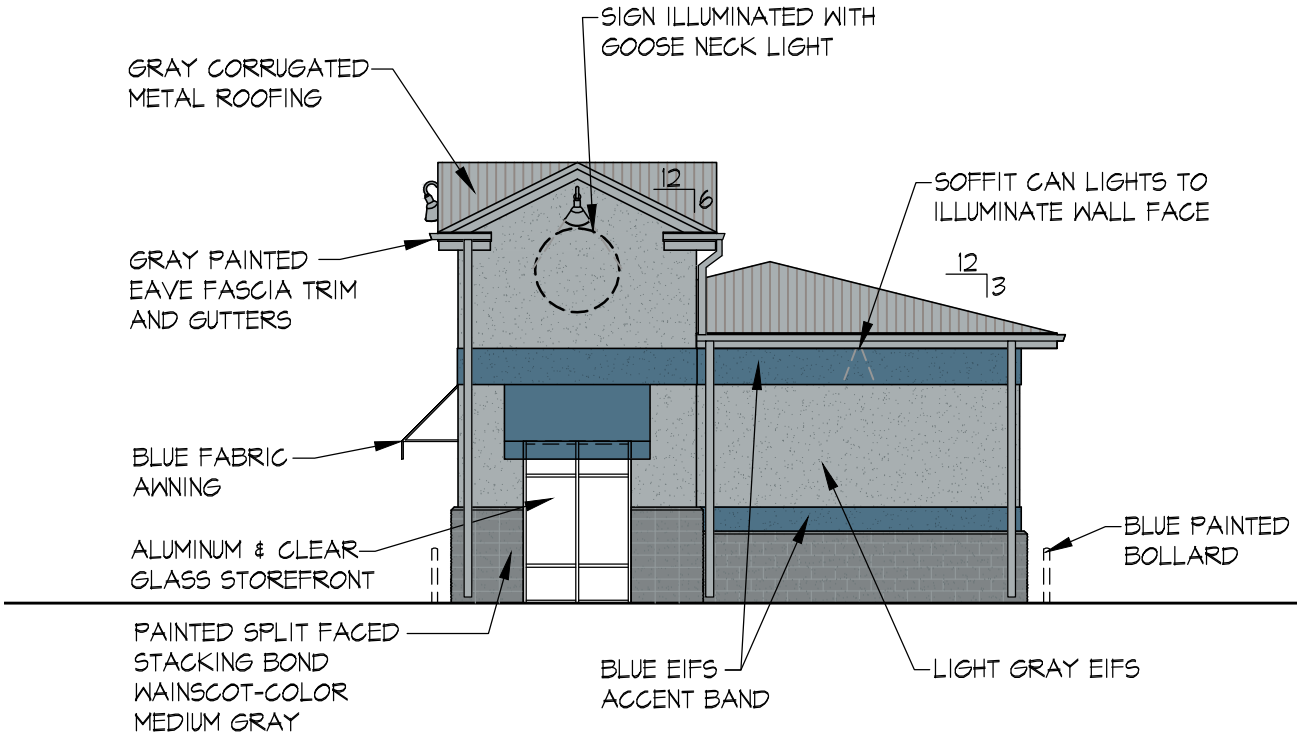 SIGN ILLUMINATED WITH
GOOSE NECK LIGHT
GRAY CORRUGATED
METAL ROOFING
12
6
SOFFIT CAN LIGHTS TO
ILLUMINATE WALL FACE
GRAY PAINTED
EAVE FASCIA TRIM
AND GUTTERS
12
3
BLUE FABRIC
AWNING
ALUMINUM & CLEAR
GLASS STOREFRONT
BLUE PAINTED
BOLLARD
PAINTED SPLIT FACED
STACKING BOND
WAINSCOT-COLOR
MEDIUM GRAY
BLUE EIFS
ACCENT BAND
LIGHT GRAY EIFS